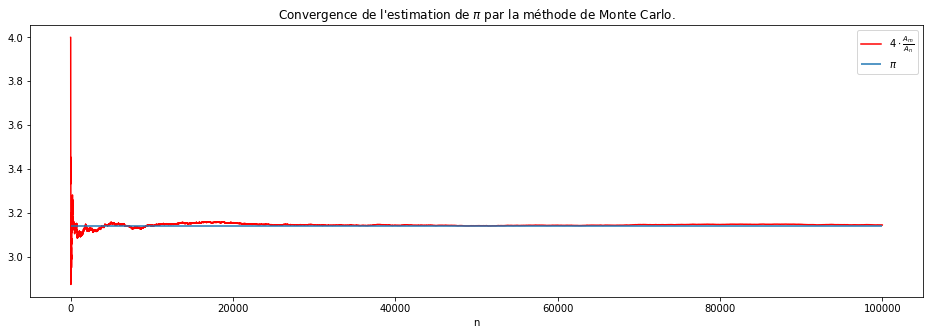 Convergence de l'estimation de π par la méthode de Monte Carlo.
4 · A_m/A_n
π
4.0
3.8
3.6
3.4
3.2
3.0
0 20000 40000 60000 80000 100000
n